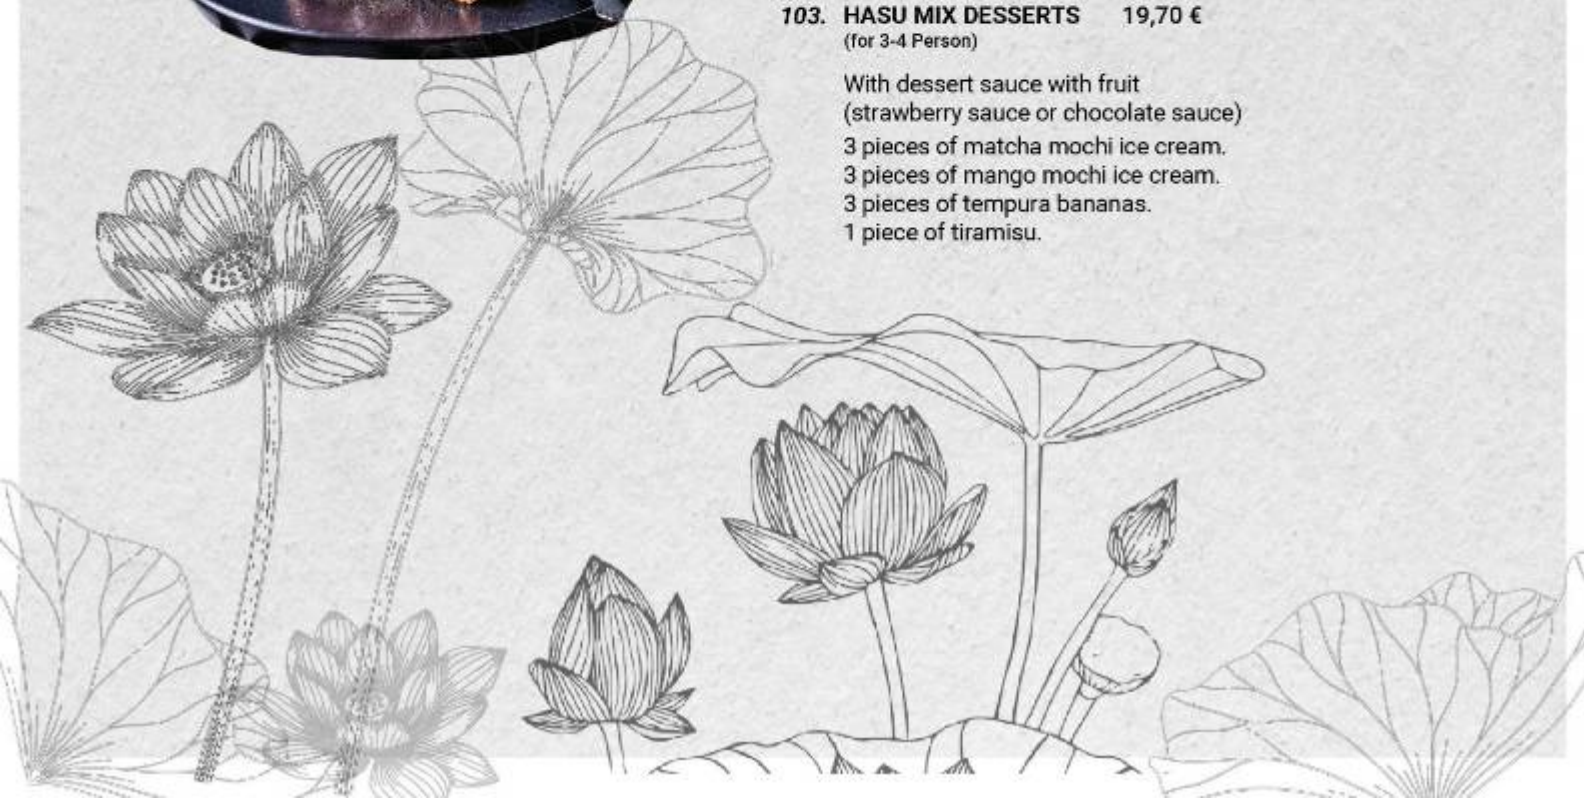 103. HASU MIX DESSERTS 19,70 €
(for 3-4 Person)
With dessert sauce with fruit
(strawberry sauce or chocolate sauce)
3 pieces of matcha mochi ice cream.
3 pieces of mango mochi ice cream.
3 pieces of tempura bananas.
1 piece of tiramisu.